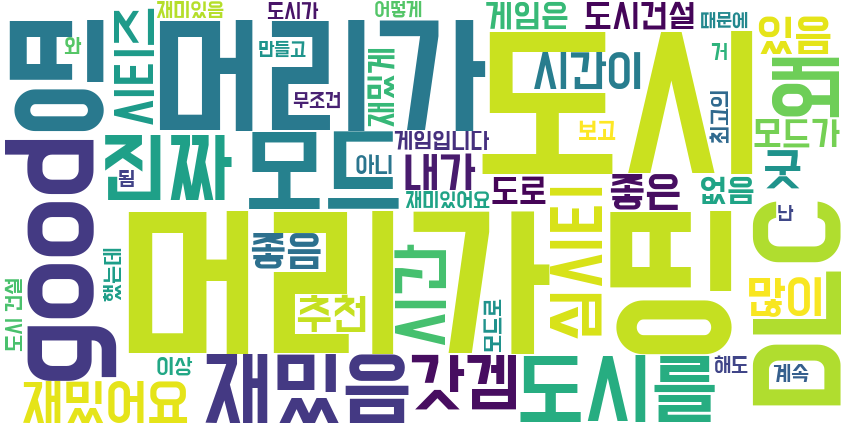 재미있음
도시가
어떻게
게임은
도시건설
때문에
있음
띵
시티즈
머리가
와
만들고
무조건
재밌게
도시
시간이
거
왜
최고의
모드가
good
진짜
됨
모드
아니
게임입니다
내가
재미있어요
보고
도로
좋은
없음
굿
난
DLC
머리가 띵
좋음
시간
시티
심
추천
많이
도시 건설
했는데
모드로
이상
재밌어요
재밌음
갓겜
도시를
해도
계속